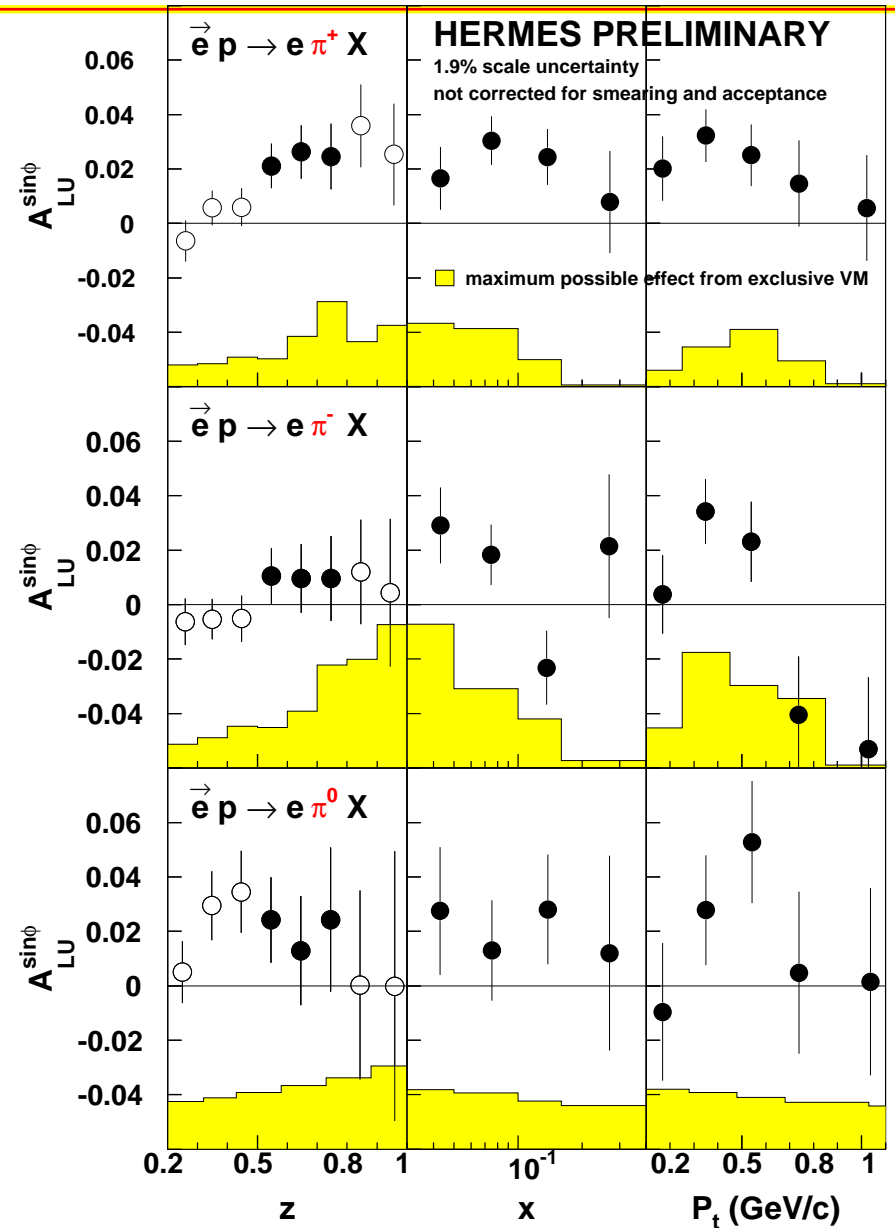 HERMES PRELIMINARY
1.9% scale uncertainty
not corrected for smearing and acceptance
e⃗ p → e π⁺ X
A_LU^sinϕ
0.06
0.04
0.02
0
-0.02
-0.04
maximum possible effect from exclusive VM
e⃗ p → e π⁻ X
A_LU^sinϕ
0.06
0.04
0.02
0
-0.02
-0.04
e⃗ p → e π⁰ X
A_LU^sinϕ
0.06
0.04
0.02
0
-0.02
-0.04
0.2 0.5 0.8 1 10⁻¹ 0.2 0.5 0.8 1
z x P_t (GeV/c)